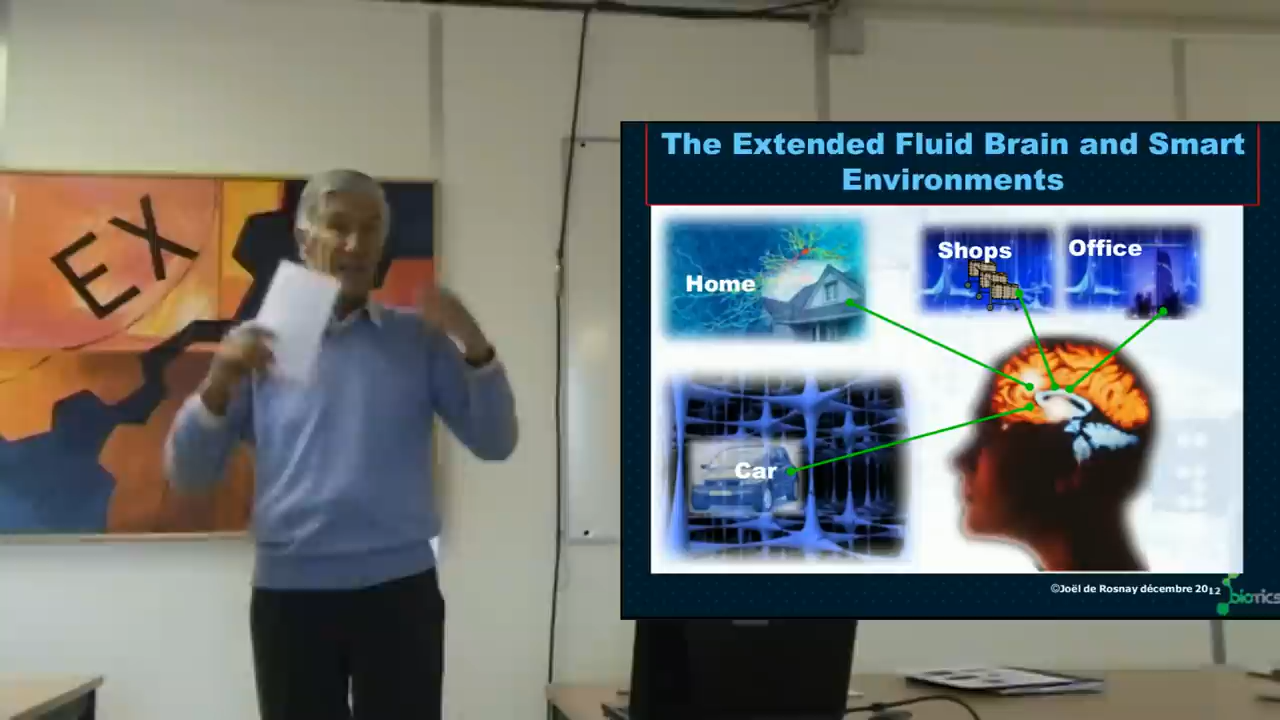 EX
The Extended Fluid Brain and Smart
Environments
Home
Shops
Office
Car
©Joël de Rosnay décembre 2012
biotics